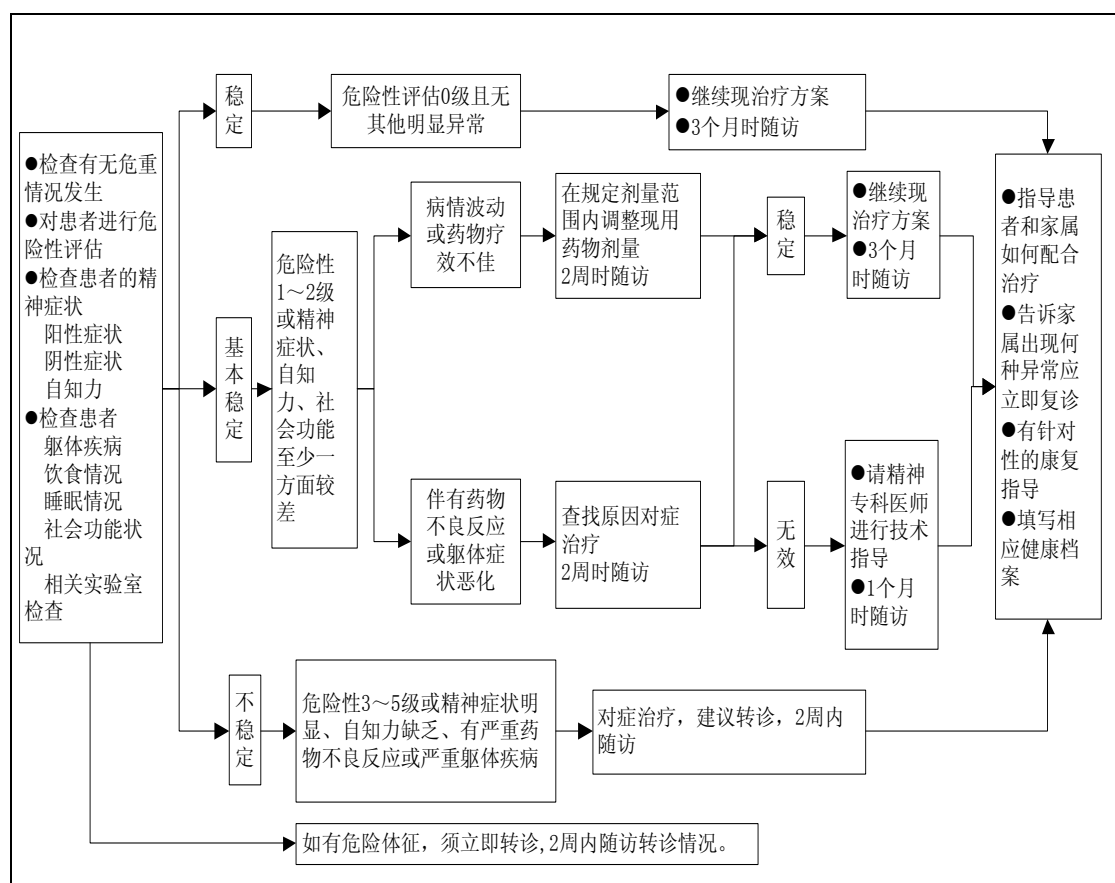 ●检查有无危重
情况发生
●对患者进行危
险性评估
●检查患者的精
神症状
阳性症状
阴性症状
自知力
●检查患者
躯体疾病
饮食情况
睡眠情况
社会功能状
况
相关实验室
检查
稳
定
危险性评估0级且无
其他明显异常
●继续现治疗方案
●3个月时随访
基
本
稳
定
危险性
1～2级
或精神
症状、
自知
力、社
会功能
至少一
方面较
差
病情波动
或药物疗
效不佳
在规定剂量范
围内调整现用
药物剂量
2周时随访
稳
定
●继续现
治疗方案
●3个月
时随访
伴有药物
不良反应
或躯体症
状恶化
查找原因对症
治疗
2周时随访
无
效
●请精神
专科医师
进行技术
指导
●1个月
时随访
不
稳
定
危险性3～5级或精神症状明
显、自知力缺乏、有严重药
物不良反应或严重躯体疾病
对症治疗，建议转诊，2周内
随访
●指导患
者和家属
如何配合
治疗
●告诉家
属出现何
种异常应
立即复诊
●有针对
性的康复
指导
●填写相
应健康档
案
如有危险体征，须立即转诊,2周内随访转诊情况。